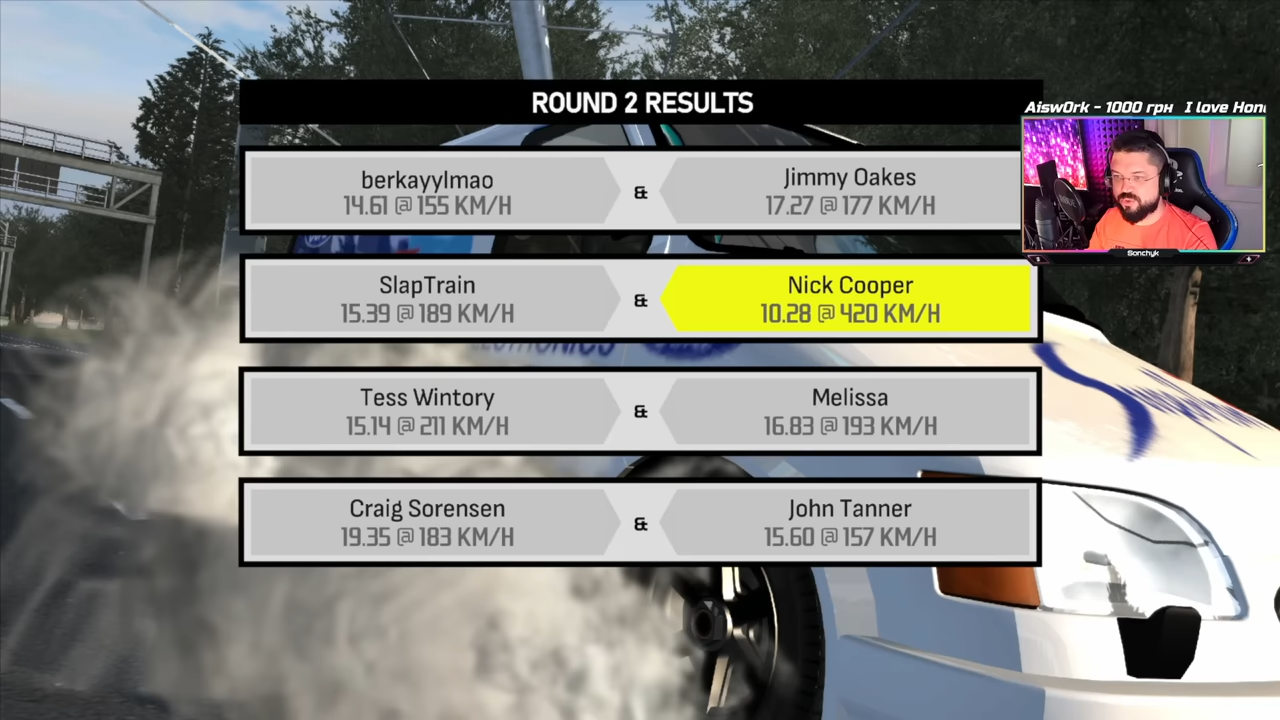 ROUND 2 RESULTS
Aisw0rk - 1000 грн I love Hon
berkayylmao
14.61 @ 155 KM/H
&
Jimmy Oakes
17.27 @ 177 KM/H
SlapTrain
15.39 @ 189 KM/H
&
Nick Cooper
10.28 @ 420 KM/H
Tess Wintory
15.14 @ 211 KM/H
&
Melissa
16.83 @ 193 KM/H
Craig Sorensen
19.35 @ 183 KM/H
&
John Tanner
15.60 @ 157 KM/H
Sonchyk